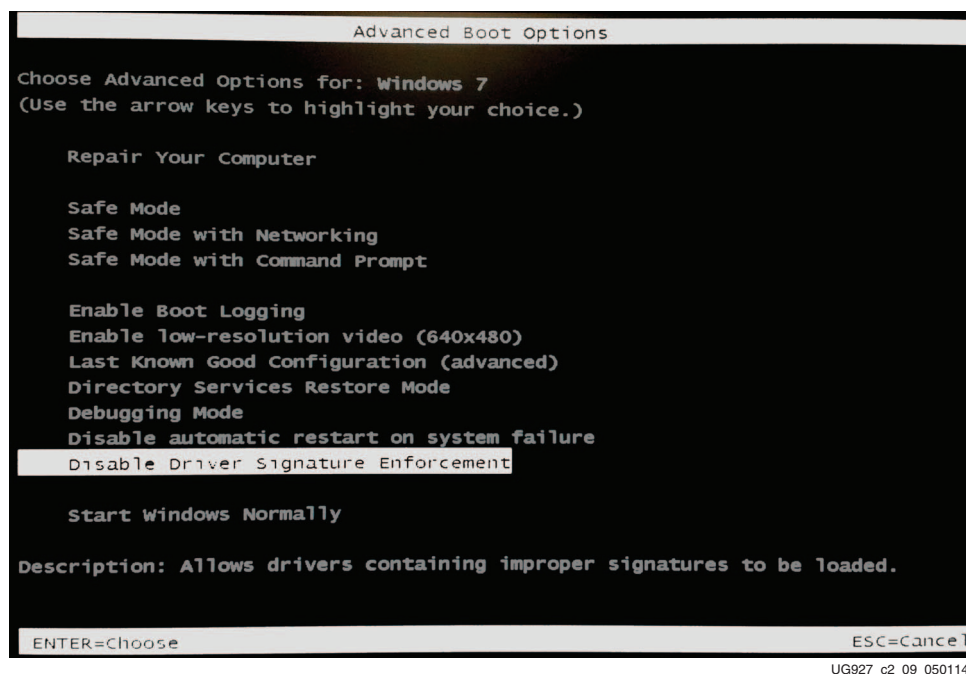 Advanced Boot Options
Choose Advanced Options for: Windows 7
(Use the arrow keys to highlight your choice.)
Repair Your Computer
Safe Mode
Safe Mode with Networking
Safe Mode with Command Prompt
Enable Boot Logging
Enable low-resolution video (640x480)
Last Known Good Configuration (advanced)
Directory Services Restore Mode
Debugging Mode
Disable automatic restart on system failure
Disable Driver Signature Enforcement
Start Windows Normally
Description: Allows drivers containing improper signatures to be loaded.
ENTER=Choose ESC=Cancel
UG927_c2_09_050114